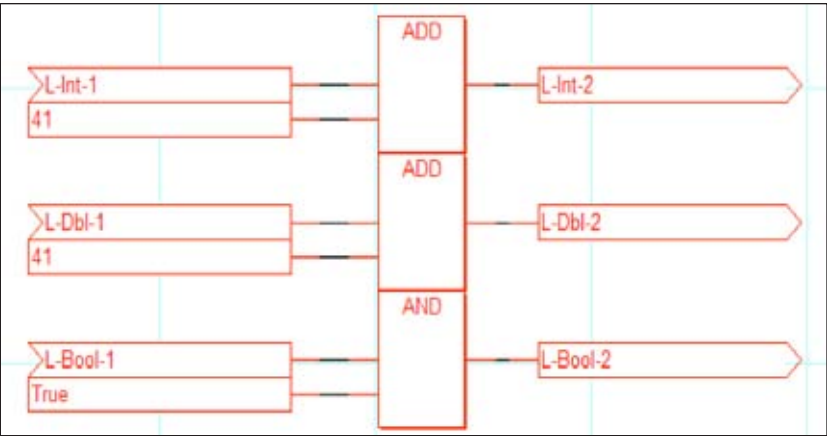 ADD
L-Int-1
L-Int-2
41
ADD
L-Dbl-1
L-Dbl-2
41
AND
L-Bool-1
L-Bool-2
True